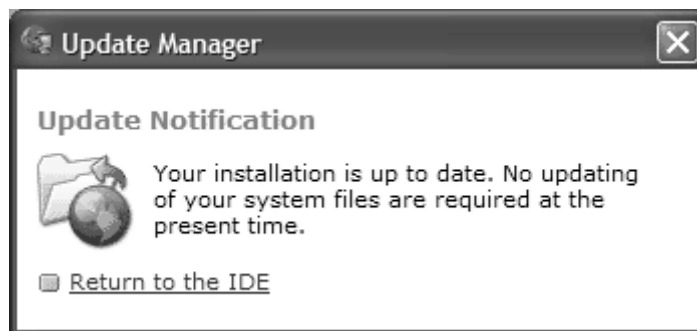 Update Manager
Update Notification
Your installation is up to date. No updating
of your system files are required at the
present time.
Return to the IDE